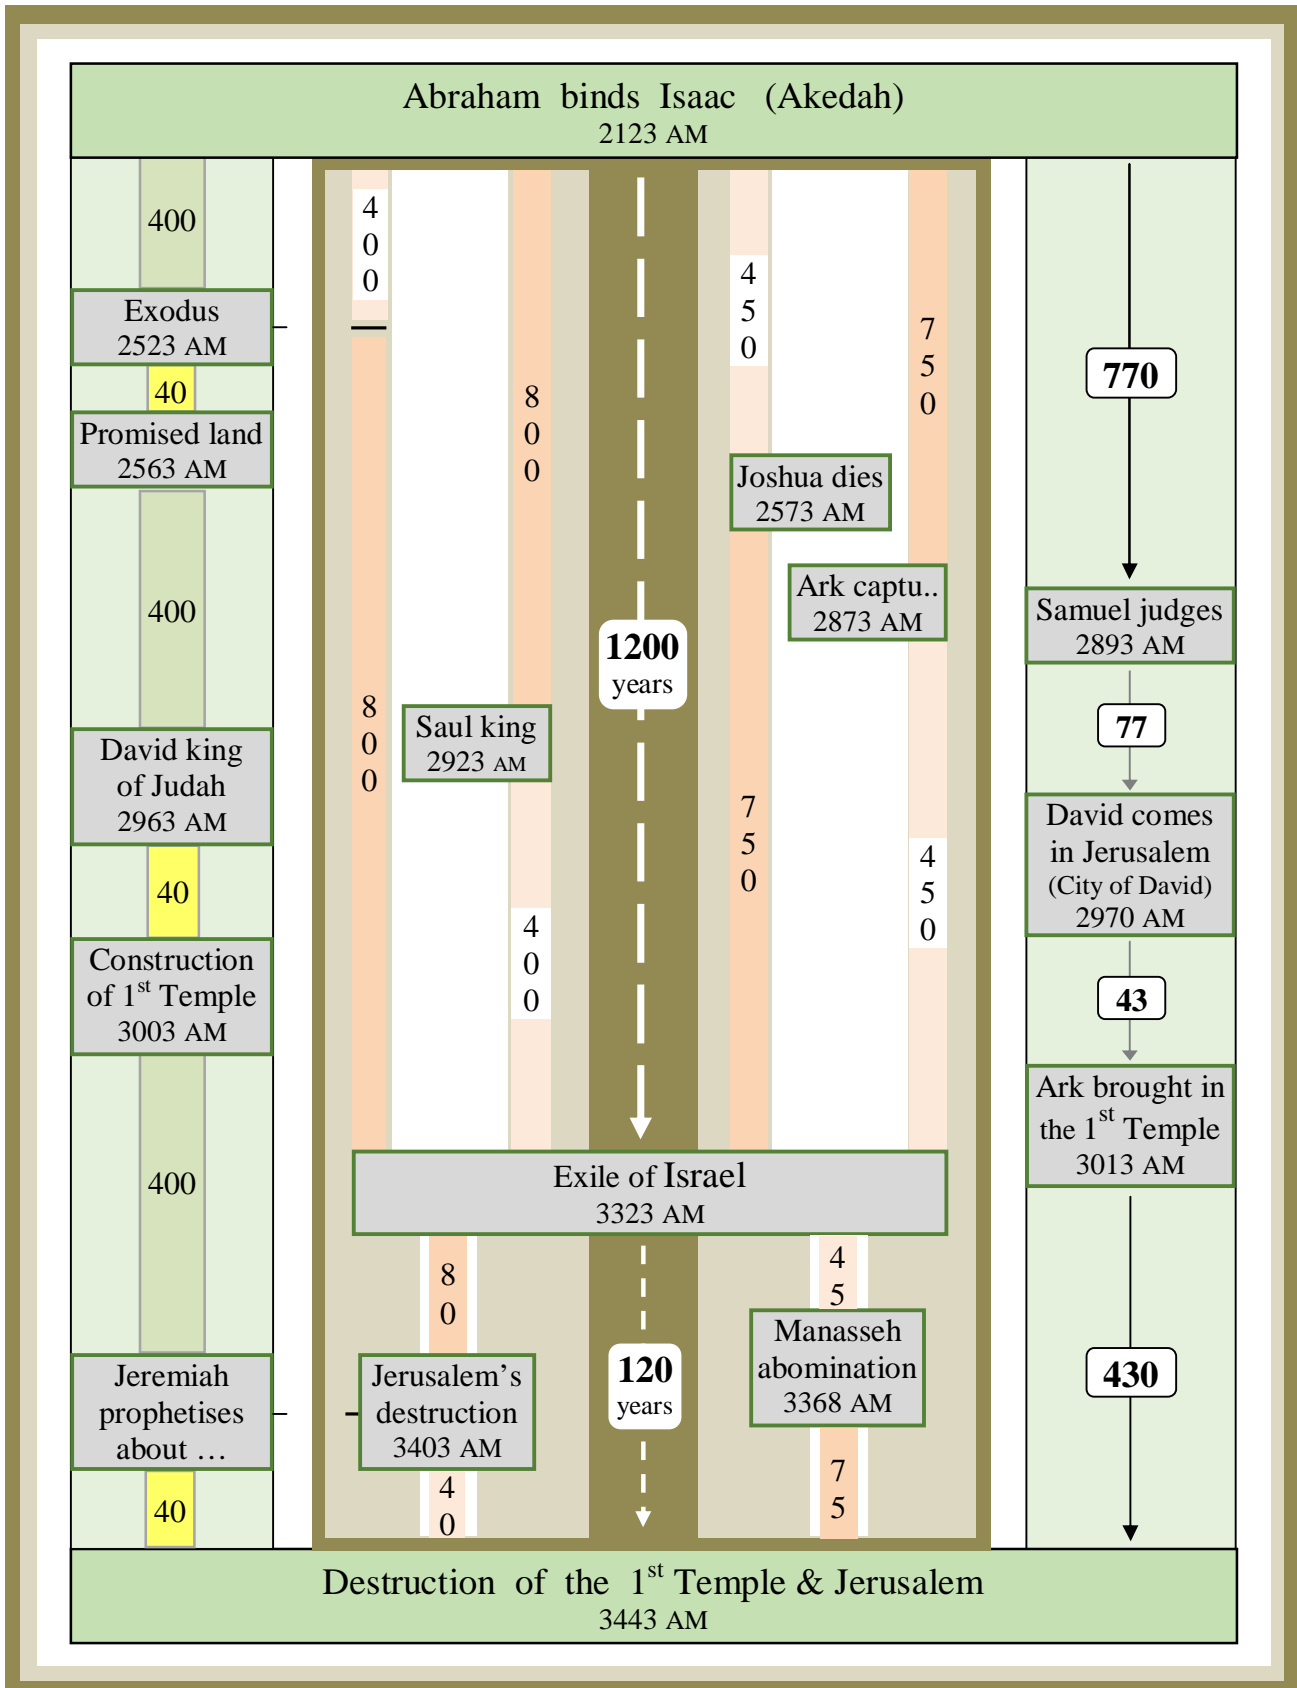 Abraham binds Isaac (Akedah)
2123 AM
400
Exodus
2523 AM
40
Promised land
2563 AM
400
David king
of Judah
2963 AM
40
Construction
of 1st Temple
3003 AM
400
Jeremiah
prophetises
about …
40
4
0
0
8
0
0
8
0
0
Saul king
2923 AM
4
0
0
1200
years
4
5
0
Joshua dies
2573 AM
7
5
0
7
5
0
Ark captu..
2873 AM
4
5
0
Exile of Israel
3323 AM
8
0
Jerusalem’s
destruction
3403 AM
4
0
120
years
4
5
Manasseh
abomination
3368 AM
7
5
770
Samuel judges
2893 AM
77
David comes
in Jerusalem
(City of David)
2970 AM
43
Ark brought in
the 1st Temple
3013 AM
430
Destruction of the 1st Temple & Jerusalem
3443 AM